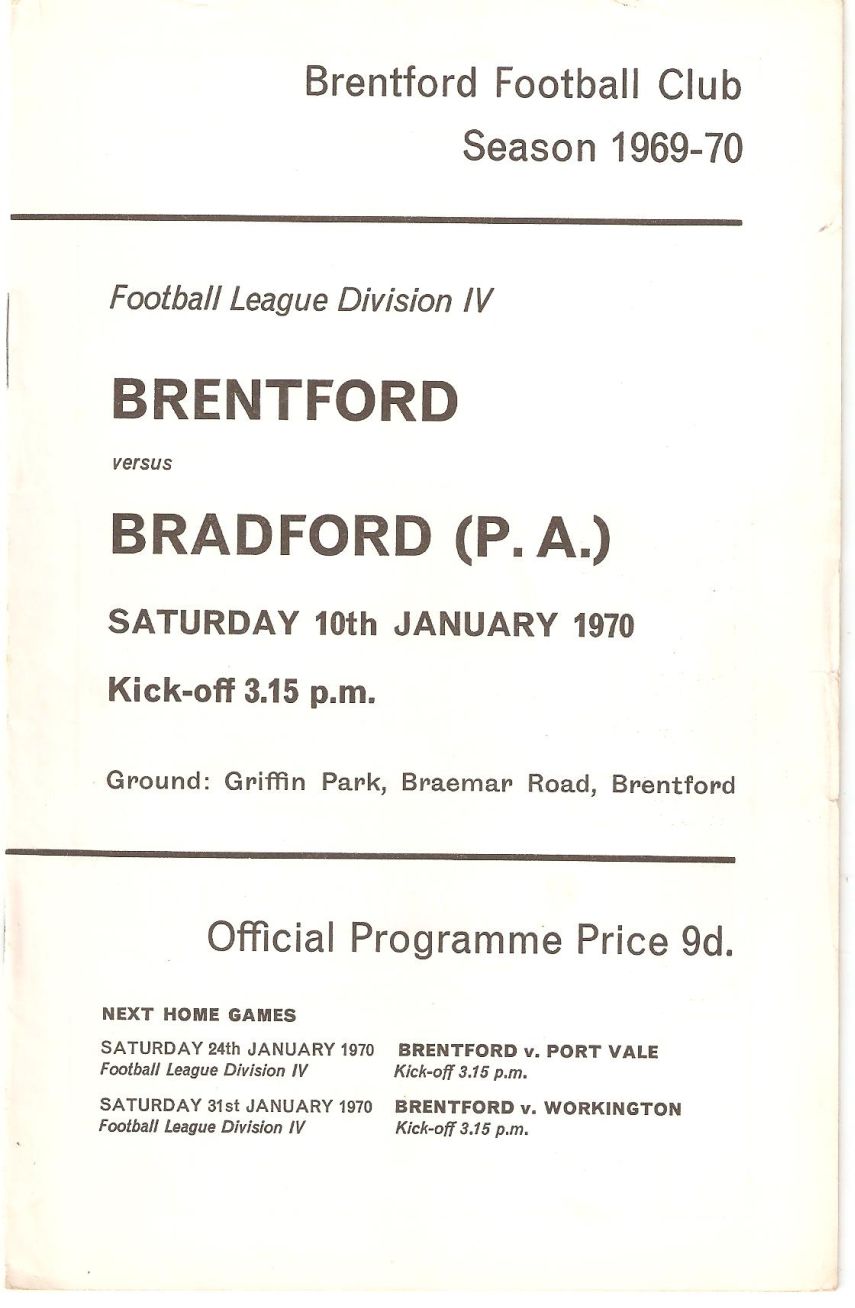 Brentford Football Club
Season 1969-70
Football League Division IV
BRENTFORD
versus
BRADFORD (P. A.)
SATURDAY 10th JANUARY 1970
Kick-off 3.15 p.m.
Ground: Griffin Park, Braemar Road, Brentford
Official Programme Price 9d.
NEXT HOME GAMES
SATURDAY 24th JANUARY 1970 BRENTFORD v. PORT VALE
Football League Division IV Kick-off 3.15 p.m.
SATURDAY 31st JANUARY 1970 BRENTFORD v. WORKINGTON
Football League Division IV Kick-off 3.15 p.m.